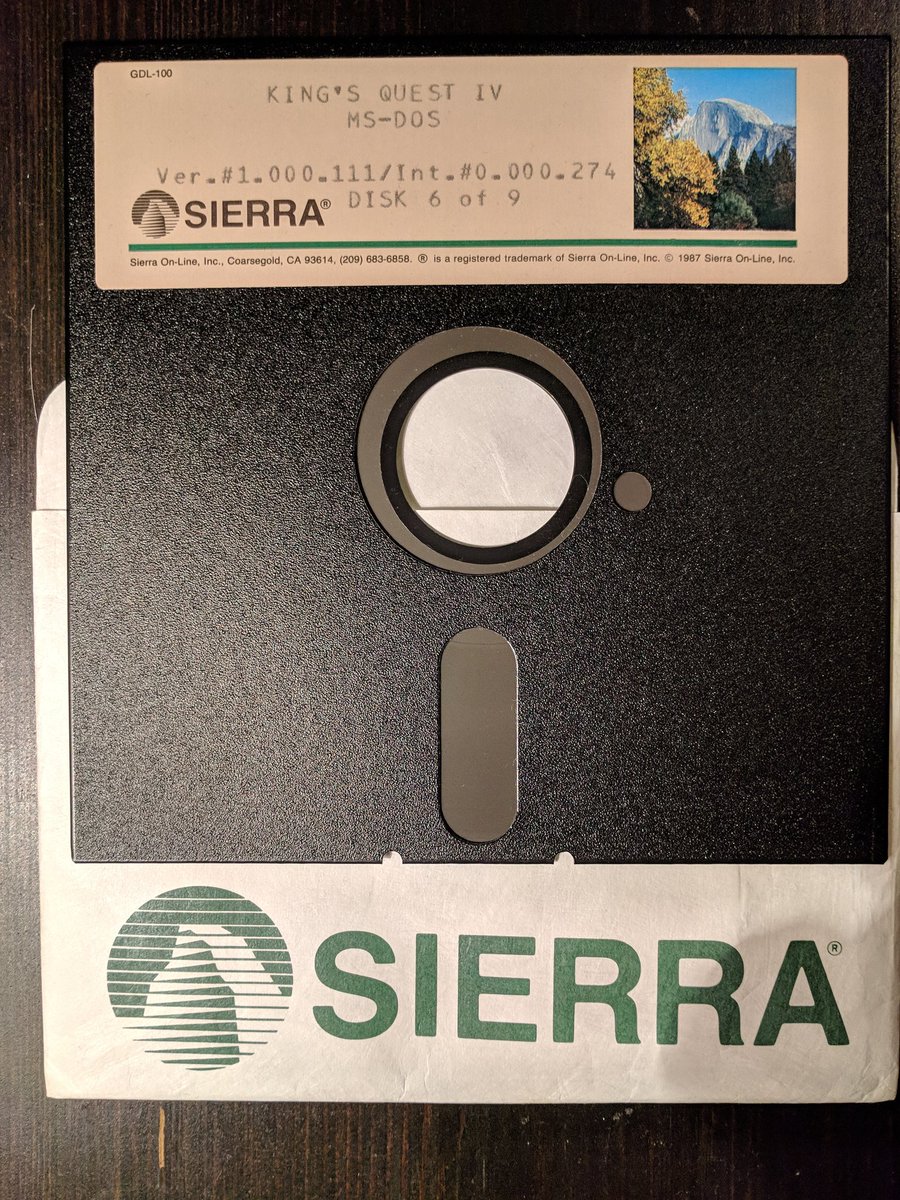 GDL-100
KING'S QUEST IV
MS-DOS
Ver.#1.000.111/Int.#0.000.274
SIERRA® DISK 6 of 9
Sierra On-Line, Inc., Coarsegold, CA 93614, (209) 683-6858. ® is a registered trademark of Sierra On-Line, Inc. © 1987 Sierra On-Line, Inc.
SIERRA®